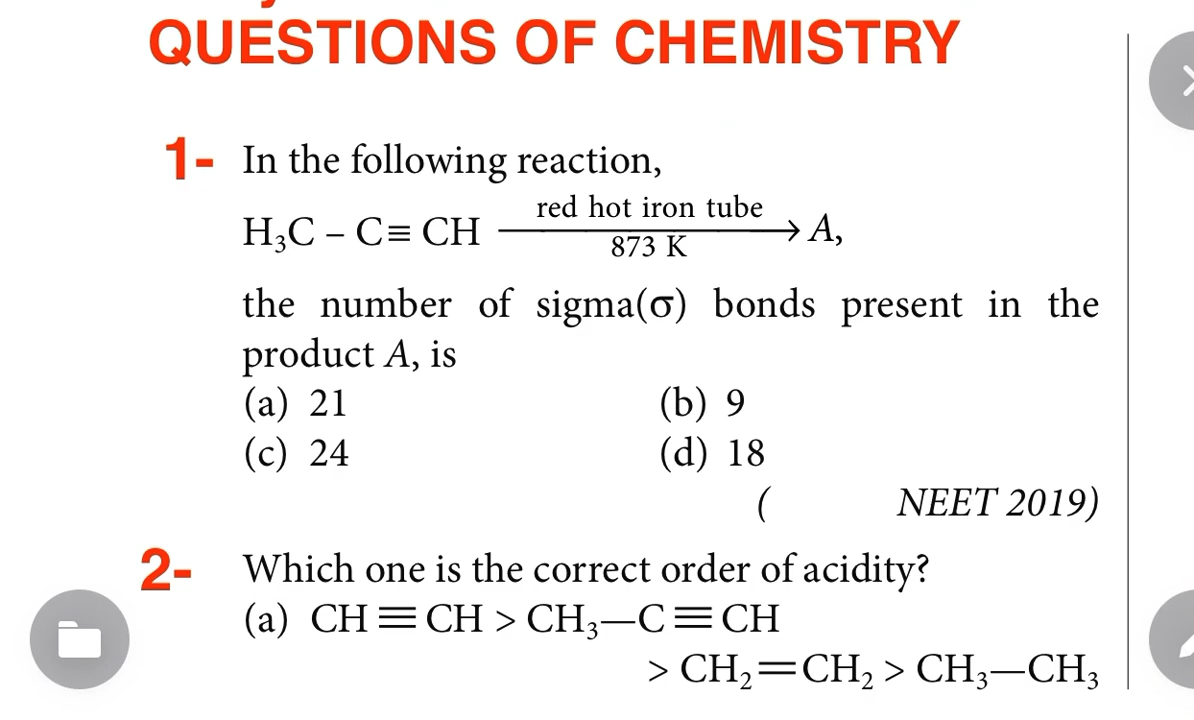 QUESTIONS OF CHEMISTRY
1- In the following reaction,
H₃C – C ≡ CH red hot iron tube 873 K → A,
the number of sigma(σ) bonds present in the
product A, is
(a) 21 (b) 9
(c) 24 (d) 18
( NEET 2019)
2- Which one is the correct order of acidity?
(a) CH≡CH > CH₃—C≡CH
> CH₂=CH₂ > CH₃—CH₃